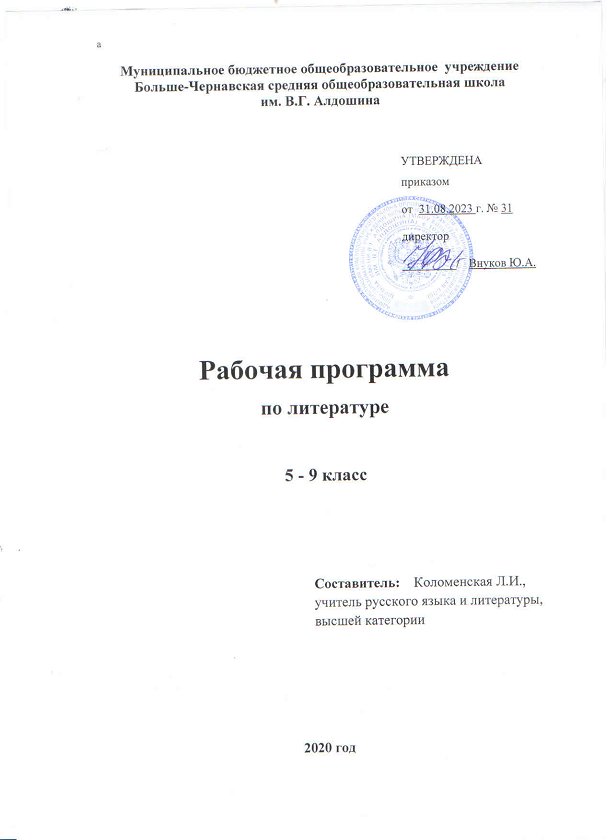 а
Муниципальное бюджетное общеобразовательное учреждение
Больше-Чернавская средняя общеобразовательная школа
им. В.Г. Алдошина
УТВЕРЖДЕНА
приказом
от 31.08.2023 г. № 31
директор
Внуков Ю.А.
Рабочая программа
по литературе
5 - 9 класс
Составитель: Коломенская Л.И.,
учитель русского языка и литературы,
высшей категории
2020 год